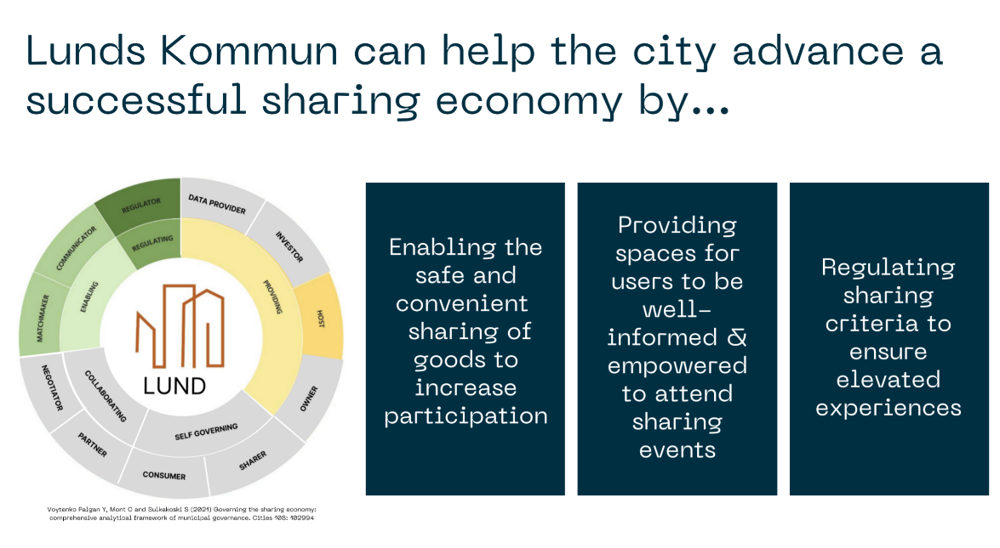 Lunds Kommun can help the city advance a
successful sharing economy by...
REGULATOR
DATA PROVIDER
COMMUNICATOR
REGULATING
INVESTOR
ENABLING
PROVIDING
MATCHMAKER
HOST
LUND
NEGOTIATOR
COLLABORATING
OWNER
SELF GOVERNING
PARTNER
SHARER
CONSUMER
Voytenko Palgan Y, Mont O and Sulkakoski S (2021) Governing the sharing economy:
comprehensive analytical framework of municipal governance. Cities 108: 102994
Enabling the
safe and
convenient
sharing of
goods to
increase
participation
Providing
spaces for
users to be
well-
informed &
empowered
to attend
sharing
events
Regulating
sharing
criteria to
ensure
elevated
experiences